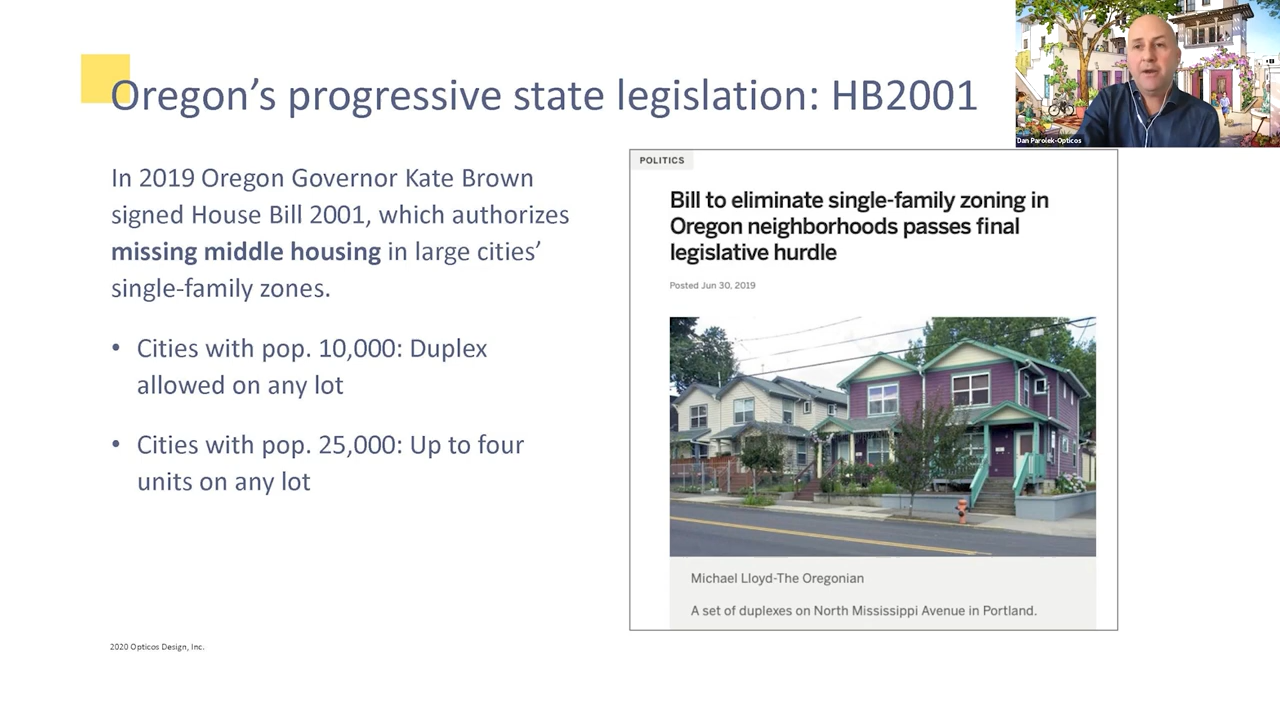 Oregon’s progressive state legislation: HB2001
Dan Parolek-Opticos
In 2019 Oregon Governor Kate Brown
signed House Bill 2001, which authorizes
missing middle housing in large cities’
single-family zones.
• Cities with pop. 10,000: Duplex
allowed on any lot
• Cities with pop. 25,000: Up to four
units on any lot
POLITICS
Bill to eliminate single-family zoning in
Oregon neighborhoods passes final
legislative hurdle
Posted Jun 30, 2019
Michael Lloyd-The Oregonian
A set of duplexes on North Mississippi Avenue in Portland.
2020 Opticos Design, Inc.